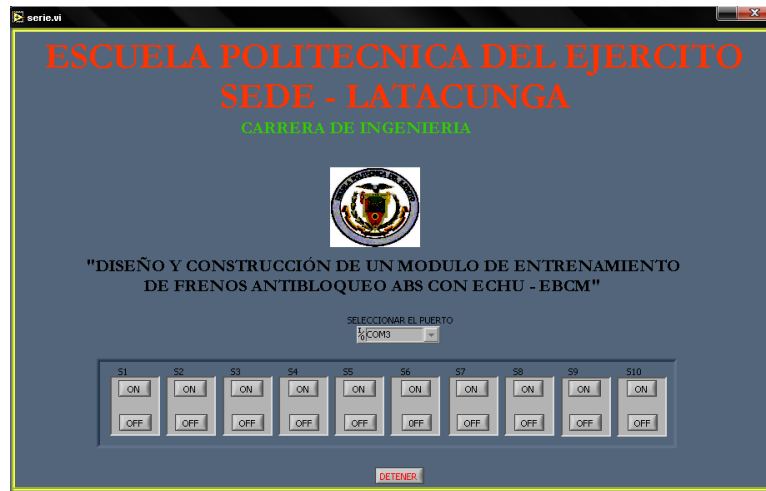 serie.vi
ESCUELA POLITECNICA DEL EJERCITO
SEDE - LATACUNGA
CARRERA DE INGENIERIA
"DISEÑO Y CONSTRUCCIÓN DE UN MODULO DE ENTRENAMIENTO
DE FRENOS ANTIBLOQUEO ABS CON ECHU - EBCM"
SELECCIONAR EL PUERTO
COM3
S1 S2 S3 S4 S5 S6 S7 S8 S9 S10
ON ON ON ON ON ON ON ON ON ON
OFF OFF OFF OFF OFF OFF OFF OFF OFF OFF
DETENER